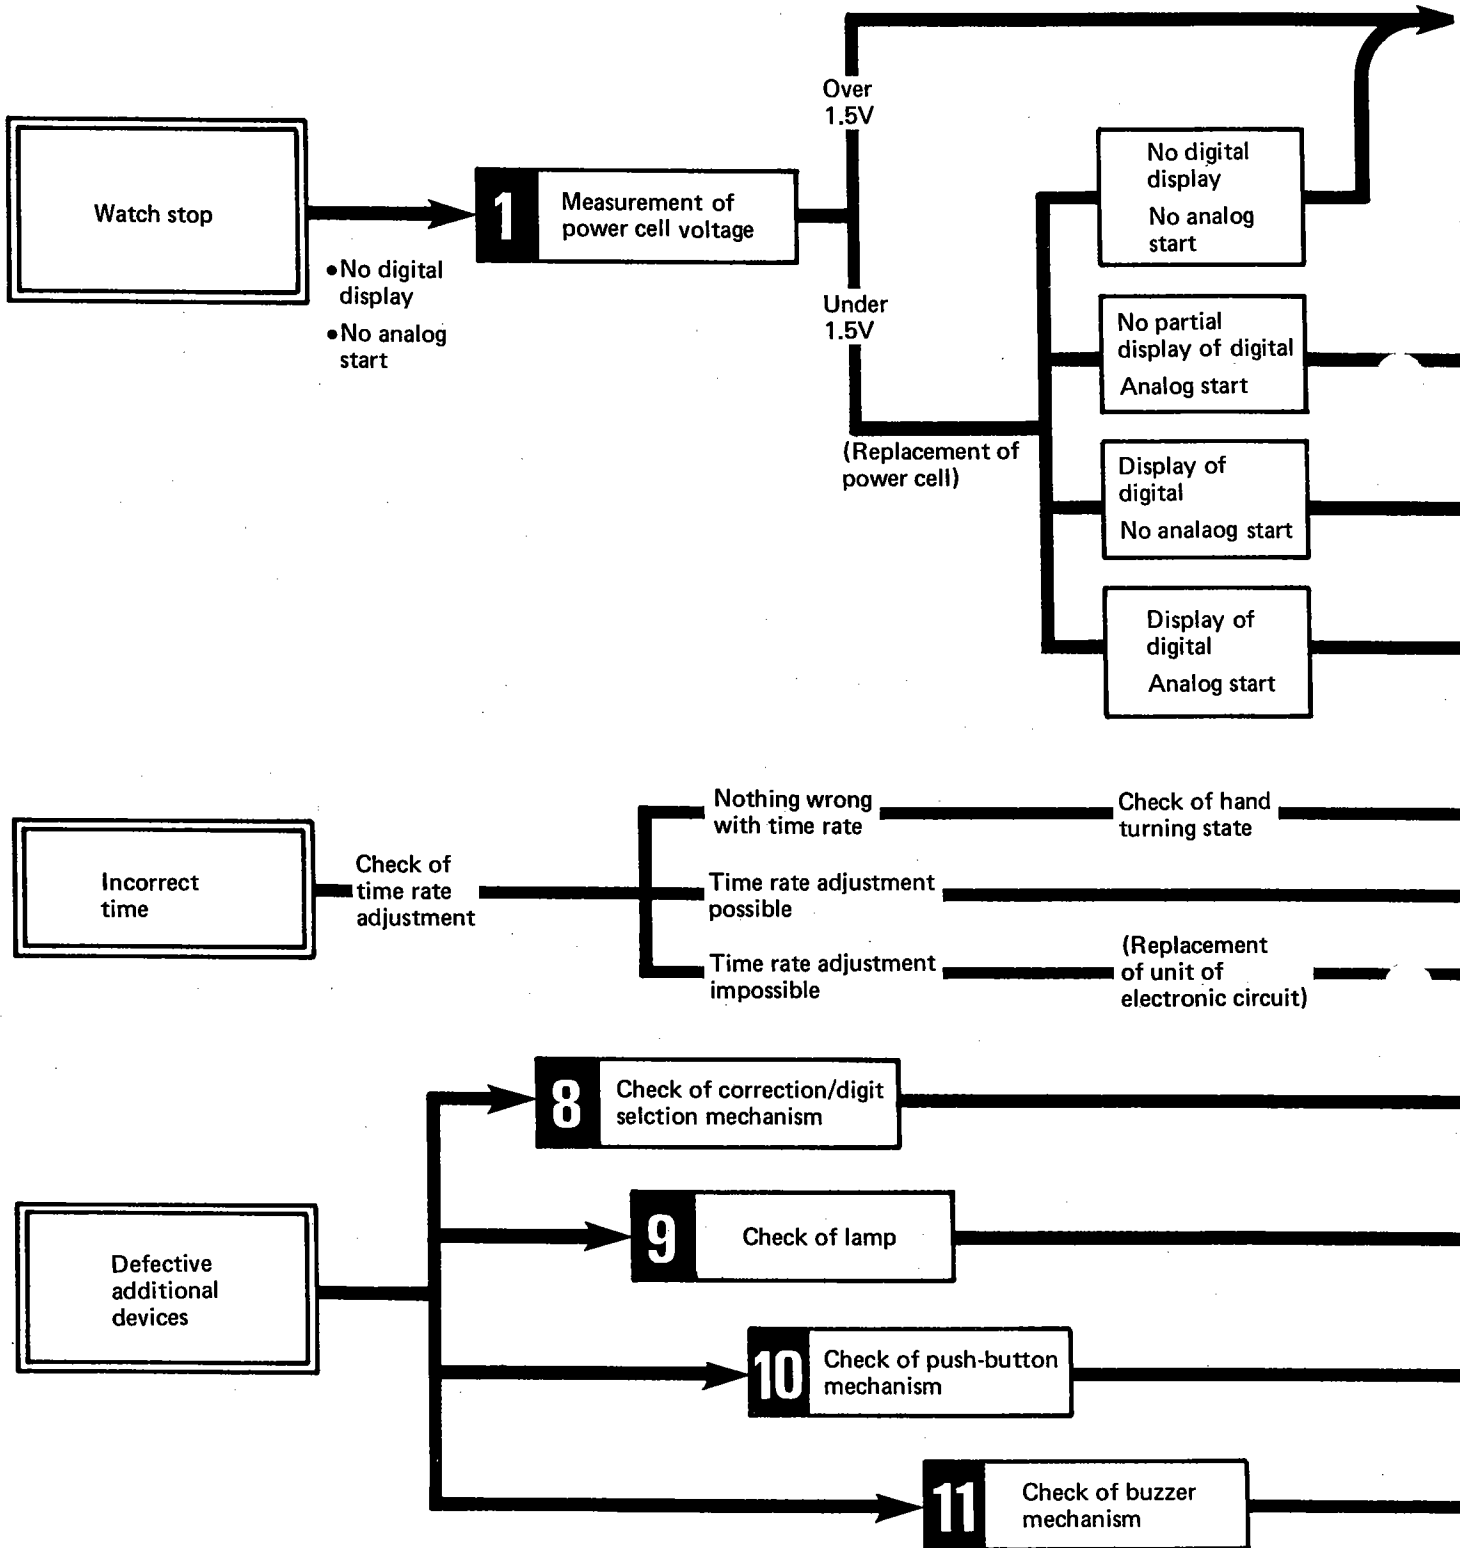 Over
1.5V
Watch stop
•No digital
display
•No analog
start
1
Measurement of
power cell voltage
Under
1.5V
(Replacement of
power cell)
No digital
display
No analog
start
No partial
display of digital
Analog start
Display of
digital
No analaog start
Display of
digital
Analog start
Incorrect
time
Check of
time rate
adjustment
Nothing wrong
with time rate
Check of hand
turning state
Time rate adjustment
possible
Time rate adjustment
impossible
(Replacement
of unit of
electronic circuit)
Defective
additional
devices
8
Check of correction/digit
selction mechanism
9
Check of lamp
10
Check of push-button
mechanism
11
Check of buzzer
mechanism